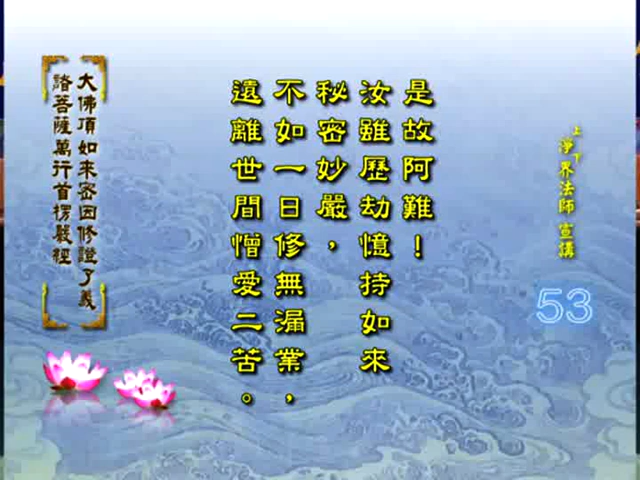 上淨下界法師 宣講
53
是故阿難！
汝雖歷劫憶持如來
秘密妙嚴，
不如一日修無漏業，
遠離世間憎愛二苦。
大佛頂如來密因修證了義
諸菩薩萬行首楞嚴經